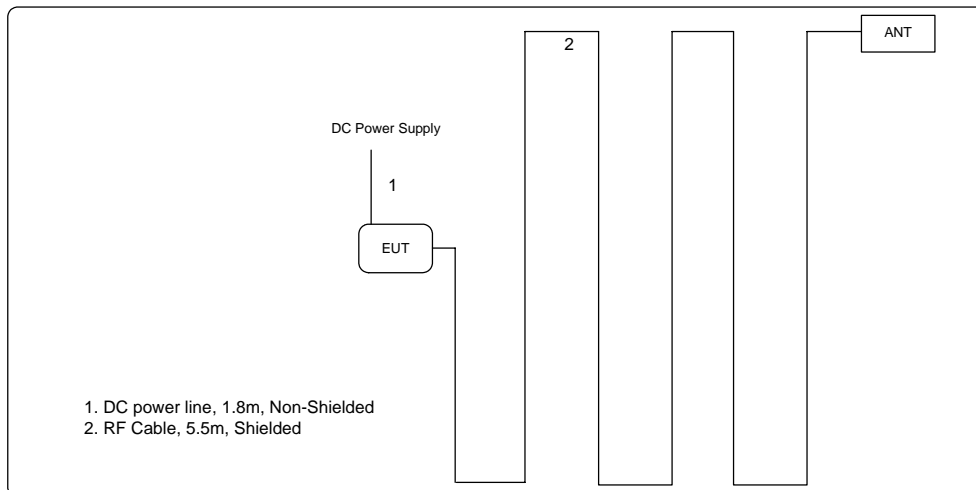 ANT
2
DC Power Supply
1
EUT
1. DC power line, 1.8m, Non-Shielded
2. RF Cable, 5.5m, Shielded